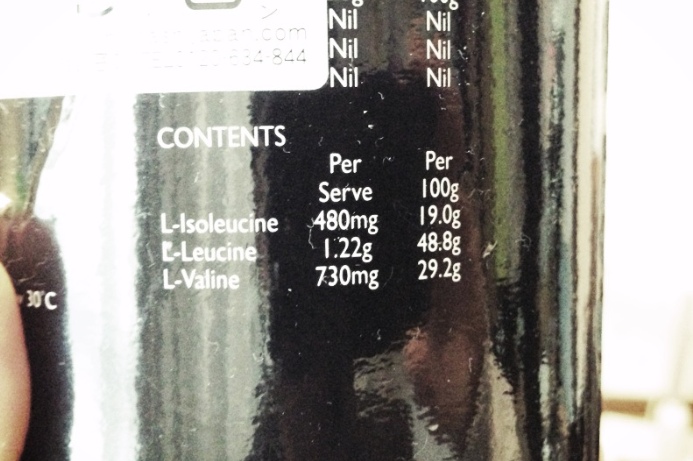 Nil Nil
Nil Nil
Nil Nil
CONTENTS
Per Per
Serve 100g
L-Isoleucine 480mg 19.0g
L-Leucine 1.22g 48.8g
L-Valine 730mg 29.2g
30°C